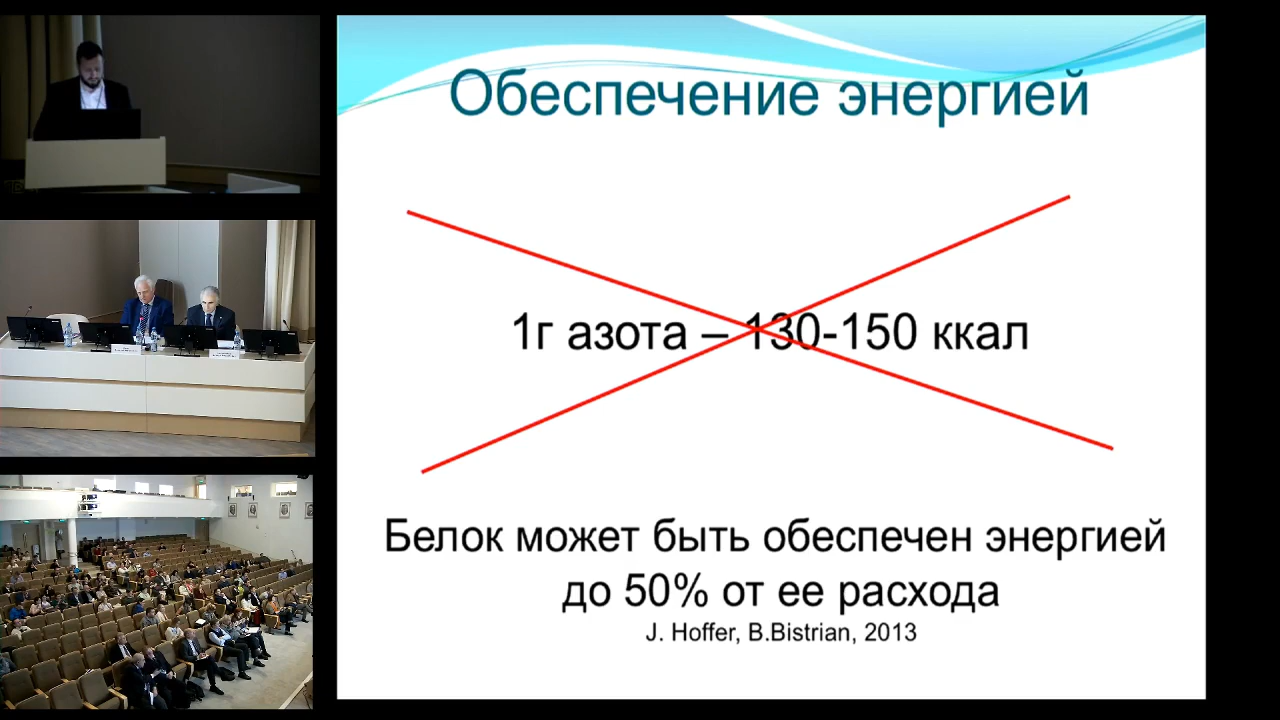 Обеспечение энергией
1г азота – 130-150 ккал
Белок может быть обеспечен энергией
до 50% от ее расхода
J. Hoffer, B.Bistrian, 2013